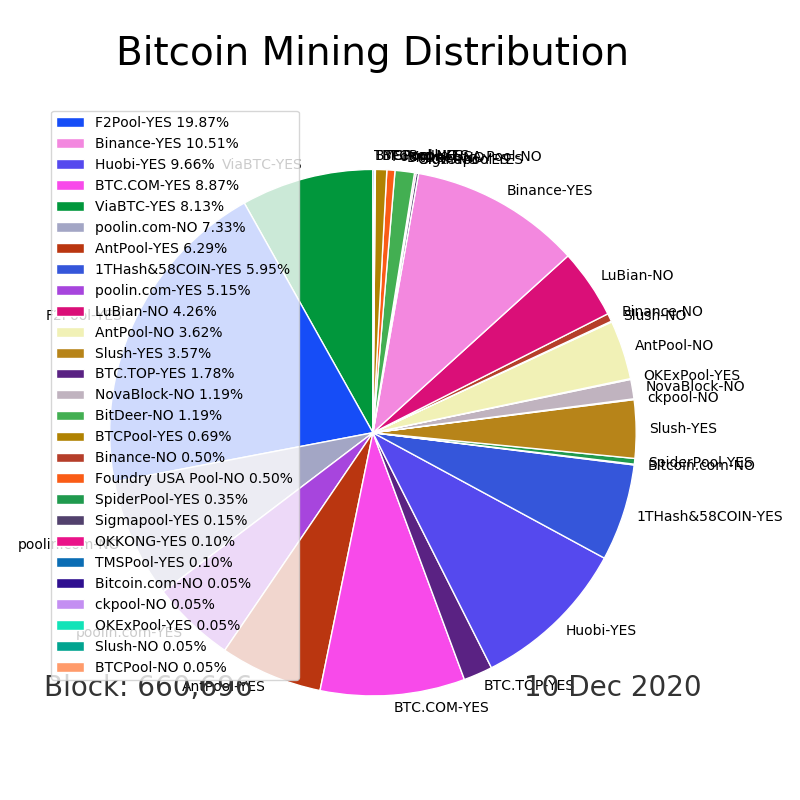 Bitcoin Mining Distribution
F2Pool-YES 19.87%
Binance-YES 10.51%
Huobi-YES 9.66%
BTC.COM-YES 8.87%
ViaBTC-YES 8.13%
poolin.com-NO 7.33%
AntPool-YES 6.29%
1THash&58COIN-YES 5.95%
poolin.com-YES 5.15%
LuBian-NO 4.26%
AntPool-NO 3.62%
Slush-YES 3.57%
BTC.TOP-YES 1.78%
NovaBlock-NO 1.19%
BitDeer-NO 1.19%
BTCPool-YES 0.69%
Binance-NO 0.50%
Foundry USA Pool-NO 0.50%
SpiderPool-YES 0.35%
Sigmapool-YES 0.15%
OKKONG-YES 0.10%
TMSPool-YES 0.10%
Bitcoin.com-NO 0.05%
ckpool-NO 0.05%
OKExPool-YES 0.05%
Slush-NO 0.05%
BTCPool-NO 0.05%
ViaBTC-YES
F2Pool-YES
poolin.com-NO
poolin.com-YES
AntPool-YES
BTC.COM-YES
BTC.TOP-YES
Huobi-YES
1THash&58COIN-YES
Bitcoin.com-NO
SpiderPool-YES
Slush-YES
ckpool-NO
NovaBlock-NO
OKExPool-YES
AntPool-NO
Slush-NO
Binance-NO
LuBian-NO
Binance-YES
Block: 660,696
10 Dec 2020